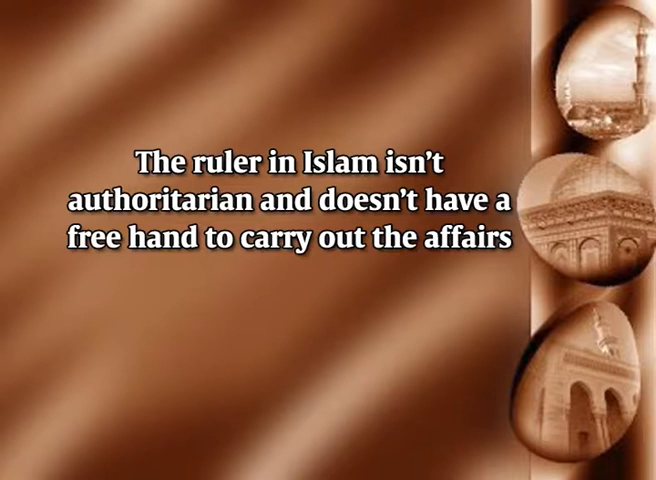 The ruler in Islam isn’t
authoritarian and doesn’t have a
free hand to carry out the affairs